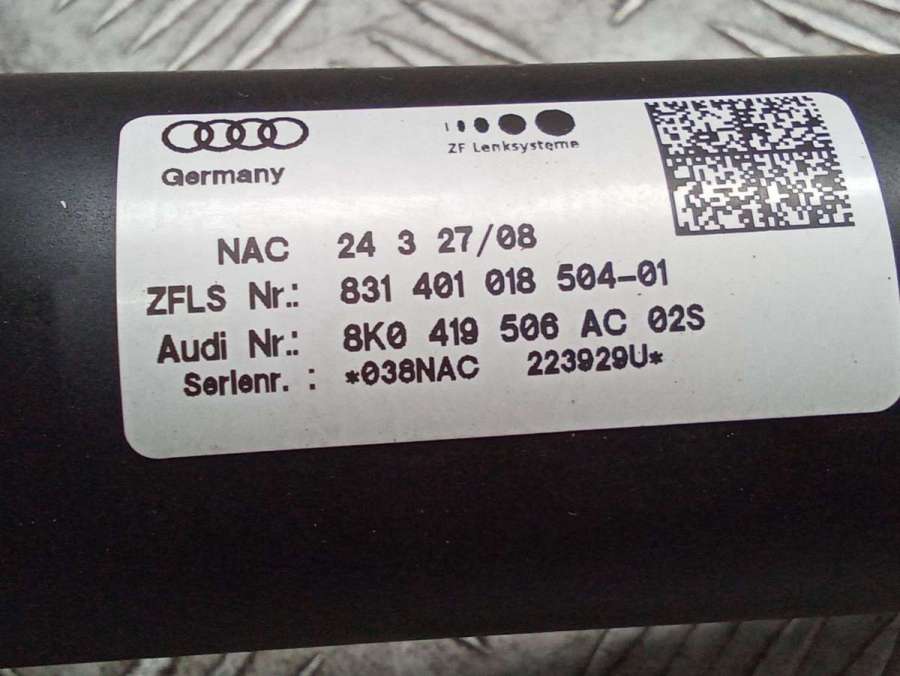 Germany
ZF Lenksysteme
NAC 24 3 27/08
ZFLS Nr.: 831 401 018 504-01
Audi Nr.: 8K0 419 506 AC 02S
Serienr. : *038NAC 223929U*